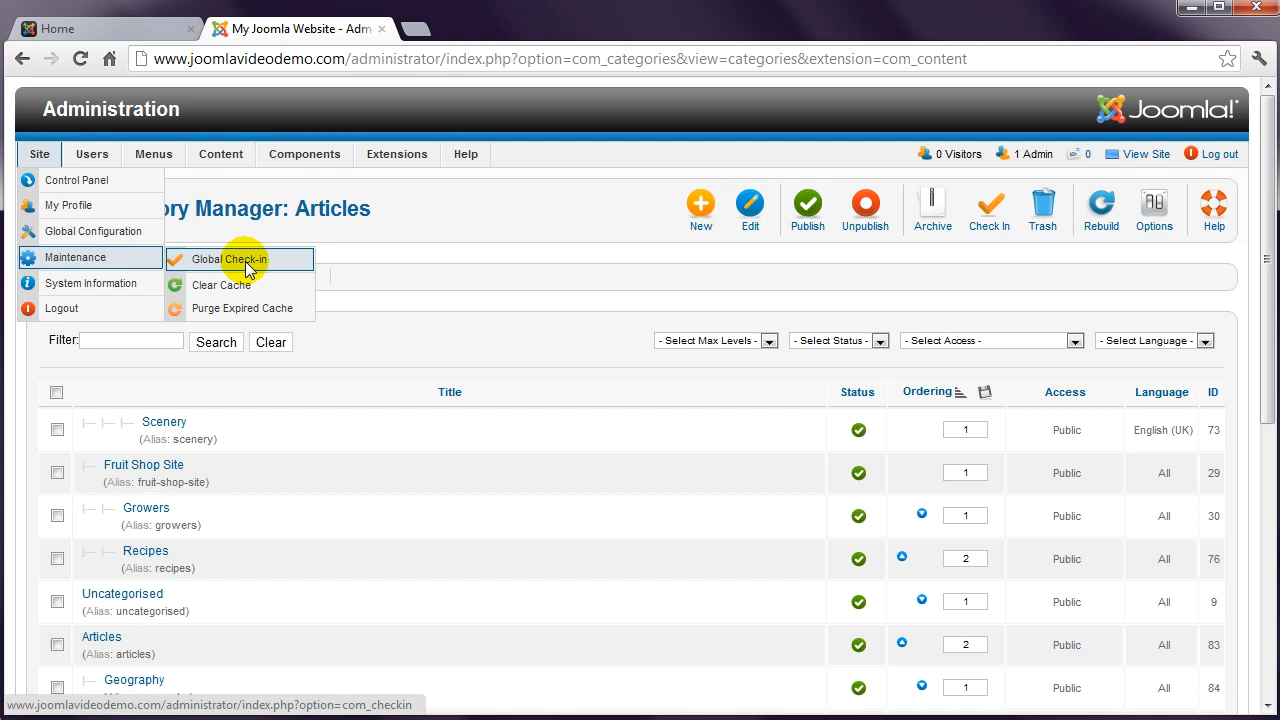 Home
My Joomla Website - Adm
www.joomlavideodemo.com/administrator/index.php?option=com_categories&view=categories&extension=com_content
Administration
Joomla!
Site Users Menus Content Components Extensions Help 0 Visitors 1 Admin 0 View Site Log out
Control Panel
My Profile
Global Configuration
Maintenance
System Information
Logout
Global Check-in
Clear Cache
Purge Expired Cache
ory Manager: Articles
New Edit Publish Unpublish Archive Check In Trash Rebuild Options Help
Filter: Search Clear - Select Max Levels - - Select Status - - Select Access - - Select Language -
Title Status Ordering Access Language ID
Scenery 1 Public English (UK) 73
(Alias: scenery)
Fruit Shop Site 1 Public All 29
(Alias: fruit-shop-site)
Growers 1 Public All 30
(Alias: growers)
Recipes 2 Public All 76
(Alias: recipes)
Uncategorised 1 Public All 9
(Alias: uncategorised)
Articles 2 Public All 83
(Alias: articles)
Geography 1 Public All 84
www.joomlavideodemo.com/administrator/index.php?option=com_checkin